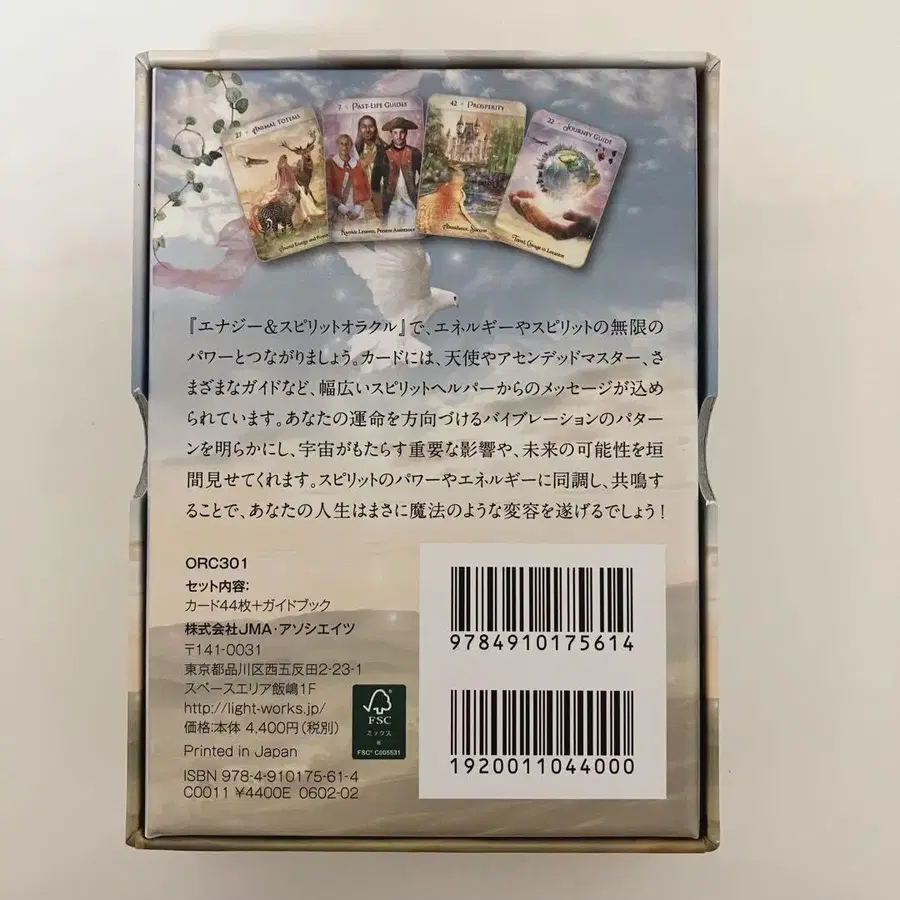 27 ANIMAL TOTEMS
7 PAST-LIFE GUIDES
42 PROSPERITY
22 JOURNEY GUIDE
Karmic Lessons, Present Assistance
Abundance, Success
Travel, Change in Location
『エナジー&スピリットオラクル』で、エネルギーやスピリットの無限の
パワーとつながりましょう。カードには、天使やアセンデッドマスター、さ
まざまなガイドなど、幅広いスピリットヘルパーからのメッセージが込め
られています。あなたの運命を方向づけるバイブレーションのパター
ンを明らかにし、宇宙がもたらす重要な影響や、未来の可能性を垣
間見せてくれます。スピリットのパワーやエネルギーに同調し、共鳴す
ることで、あなたの人生はまさに魔法のような変容を遂げるでしょう!
ORC301
セット内容:
カード44枚+ガイドブック
株式会社JMA・アソシエイツ
〒141-0031
東京都品川区西五反田2-23-1
スペースエリア飯嶋1F
http://light-works.jp/
価格:本体 4,400円(税別)
Printed in Japan
ISBN 978-4-910175-61-4
C0011 ¥4400E 0602-02
FSC
ミックス
紙
FSC® C005531
9784910175614
1920011044000